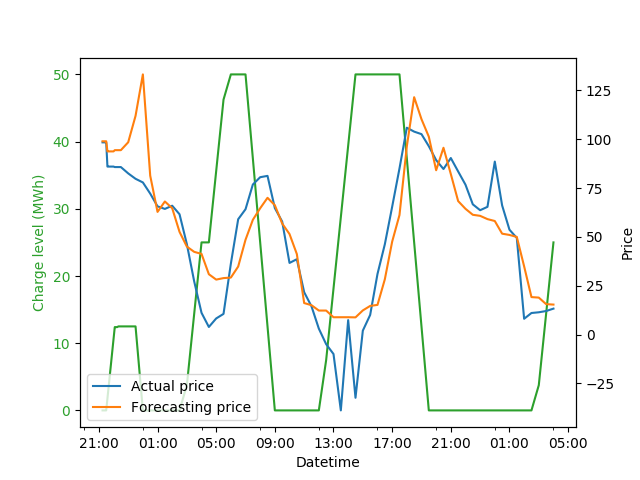 50
40
30
20
10
0
Charge level (MWh)
125
100
75
50
25
0
−25
Price
Actual price
Forecasting price
21:00 01:00 05:00 09:00 13:00 17:00 21:00 01:00 05:00
Datetime